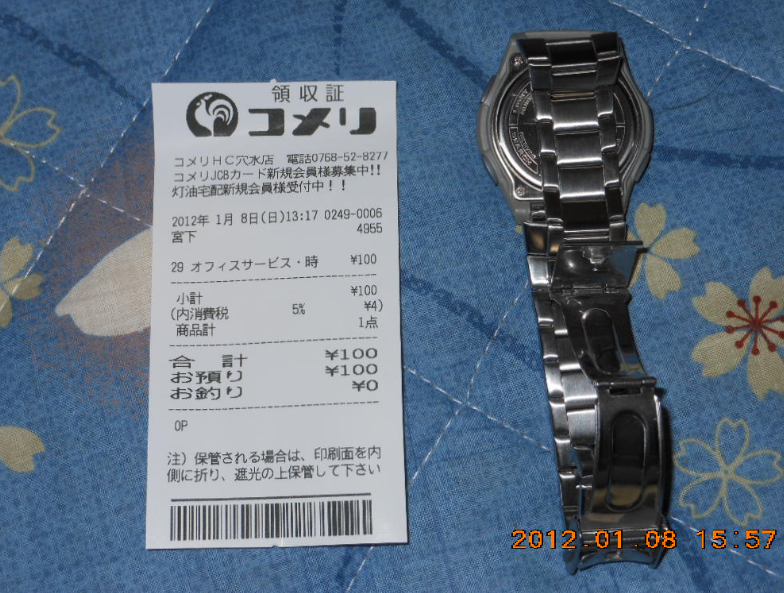 領収証
コメリ
コメリHC穴水店 電話0768-52-8277
コメリJCBカード新規会員様募集中!!
灯油宅配新規会員様受付中!!
2012年 1月 8日(日)13:17 0249-0006
宮下 4955
29 オフィスサービス・時 ¥100
小計 ¥100
(内消費税 5% ¥4)
商品計 1点
合 計 ¥100
お預り ¥100
お釣り ¥0
OP
注) 保管される場合は、印刷面を内
側に折り、遮光の上保管して下さい
2012.01.08 15:57